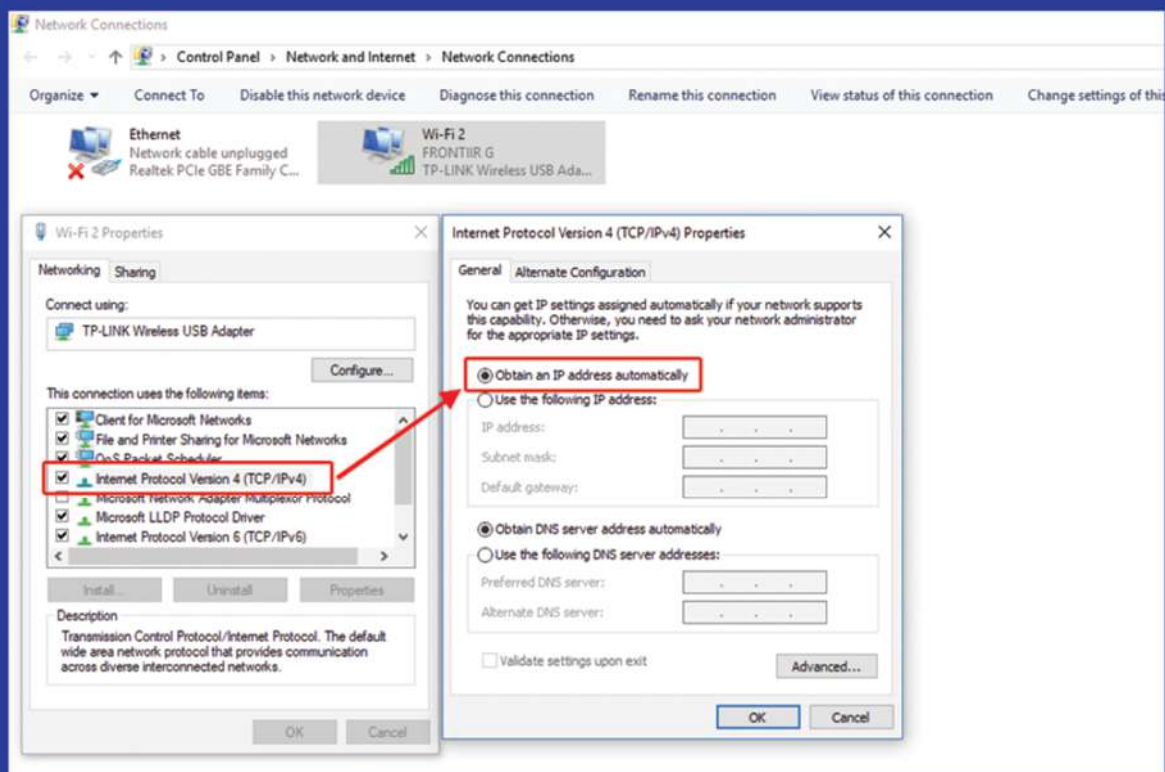 Network Connections
Control Panel > Network and Internet > Network Connections
Organize Connect To Disable this network device Diagnose this connection Rename this connection View status of this connection Change settings of this
Ethernet
Network cable unplugged
Realtek PCIe GBE Family C...
Wi-Fi 2
FRONTIIR G
TP-LINK Wireless USB Ada...
Wi-Fi 2 Properties
Networking Sharing
Connect using:
TP-LINK Wireless USB Adapter
Configure...
This connection uses the following items:
Client for Microsoft Networks
File and Printer Sharing for Microsoft Networks
QoS Packet Scheduler
Internet Protocol Version 4 (TCP/IPv4)
Microsoft Network Adapter Multiplexor Protocol
Microsoft LLDP Protocol Driver
Internet Protocol Version 6 (TCP/IPv6)
Install... Uninstall Properties
Description
Transmission Control Protocol/Internet Protocol. The default
wide area network protocol that provides communication
across diverse interconnected networks.
OK Cancel
Internet Protocol Version 4 (TCP/IPv4) Properties
General Alternate Configuration
You can get IP settings assigned automatically if your network supports
this capability. Otherwise, you need to ask your network administrator
for the appropriate IP settings.
Obtain an IP address automatically
Use the following IP address:
IP address:
Subnet mask:
Default gateway:
Obtain DNS server address automatically
Use the following DNS server addresses:
Preferred DNS server:
Alternate DNS server:
Validate settings upon exit
Advanced...
OK Cancel